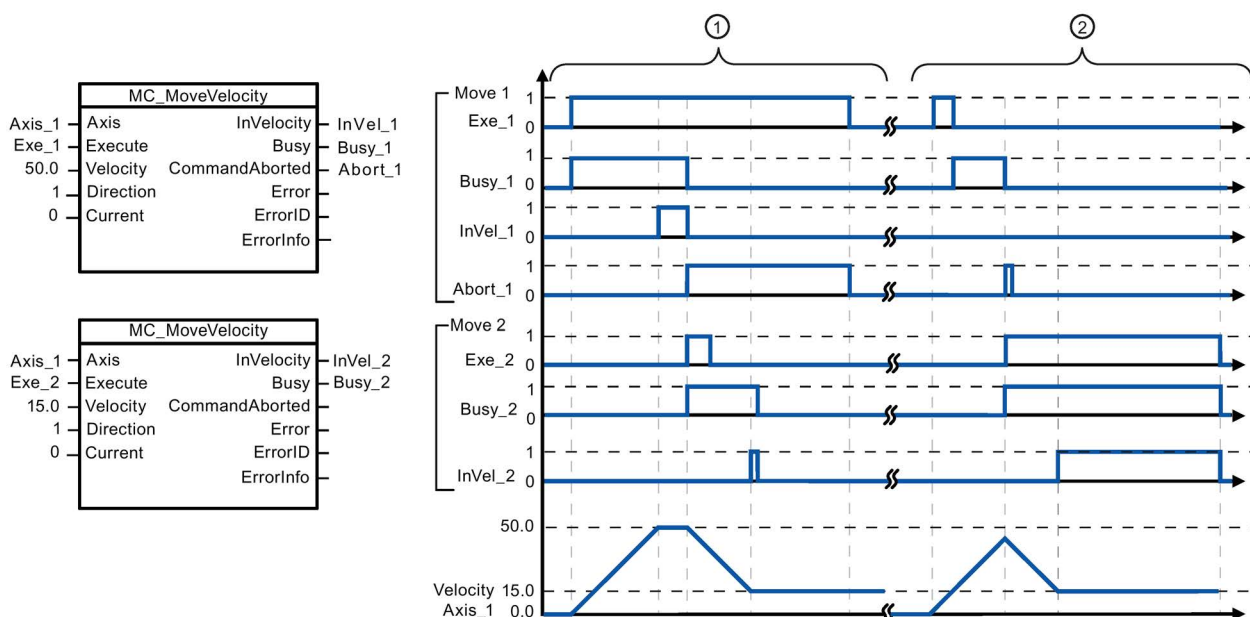 ① ②
MC_MoveVelocity
Axis_1 Axis InVelocity InVel_1
Exe_1 Execute Busy Busy_1
50.0 Velocity CommandAborted Abort_1
1 Direction Error
0 Current ErrorID
ErrorInfo
MC_MoveVelocity
Axis_1 Axis InVelocity InVel_2
Exe_2 Execute Busy Busy_2
15.0 Velocity CommandAborted
1 Direction Error
0 Current ErrorID
ErrorInfo
Move 1 1
Exe_1 0
1
Busy_1 0
1
InVel_1 0
1
Abort_1 0
Move 2
1
Exe_2 0
1
Busy_2 0
1
InVel_2 0
50.0
Velocity 15.0
Axis_1 0.0